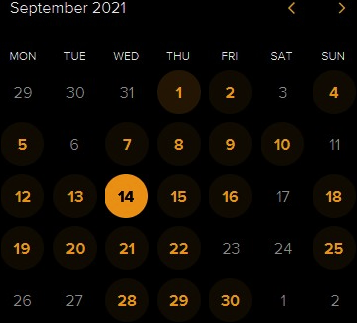 September 2021
MON TUE WED THU FRI SAT SUN
29 30 31 1 2 3 4
5 6 7 8 9 10 11
12 13 14 15 16 17 18
19 20 21 22 23 24 25
26 27 28 29 30 1 2